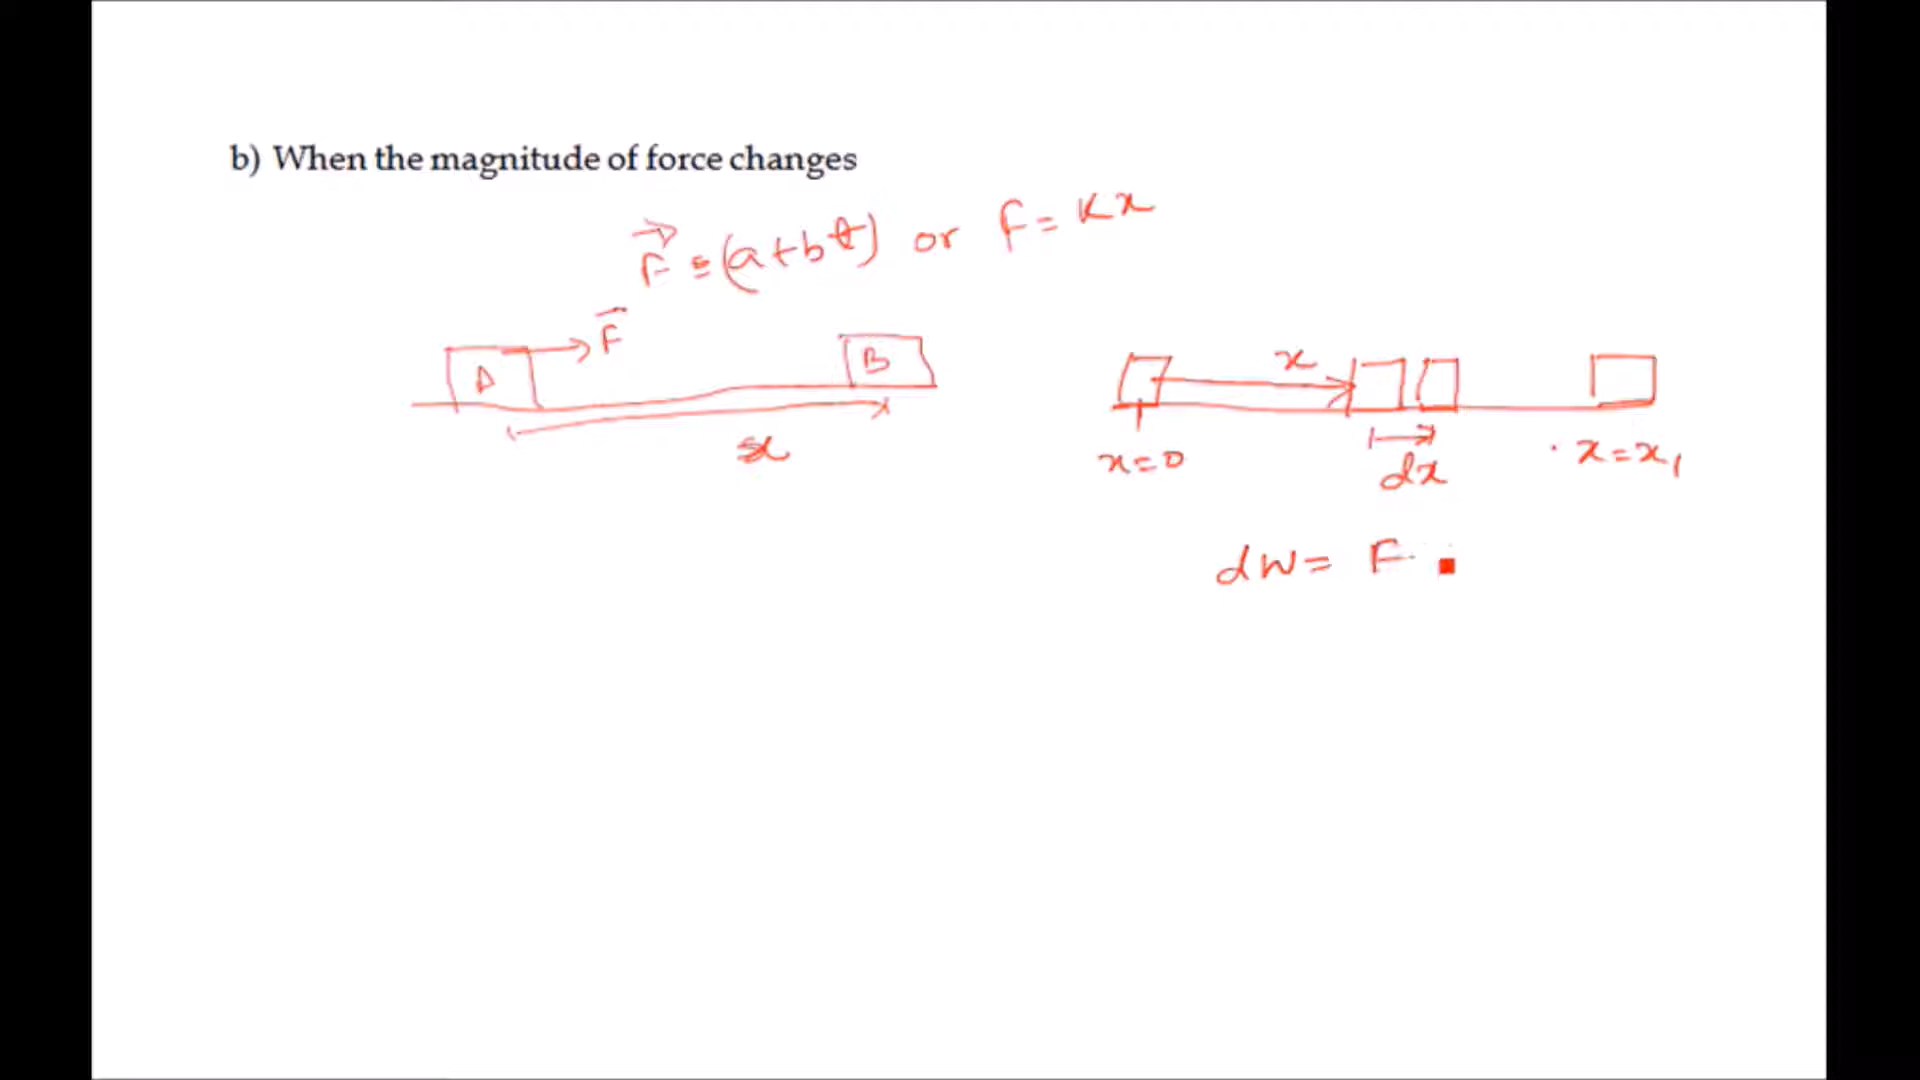 b) When the magnitude of force changes
F = (a+bt) or F = Kx
A F B x
x x=0 dx x=x₁
dW = F